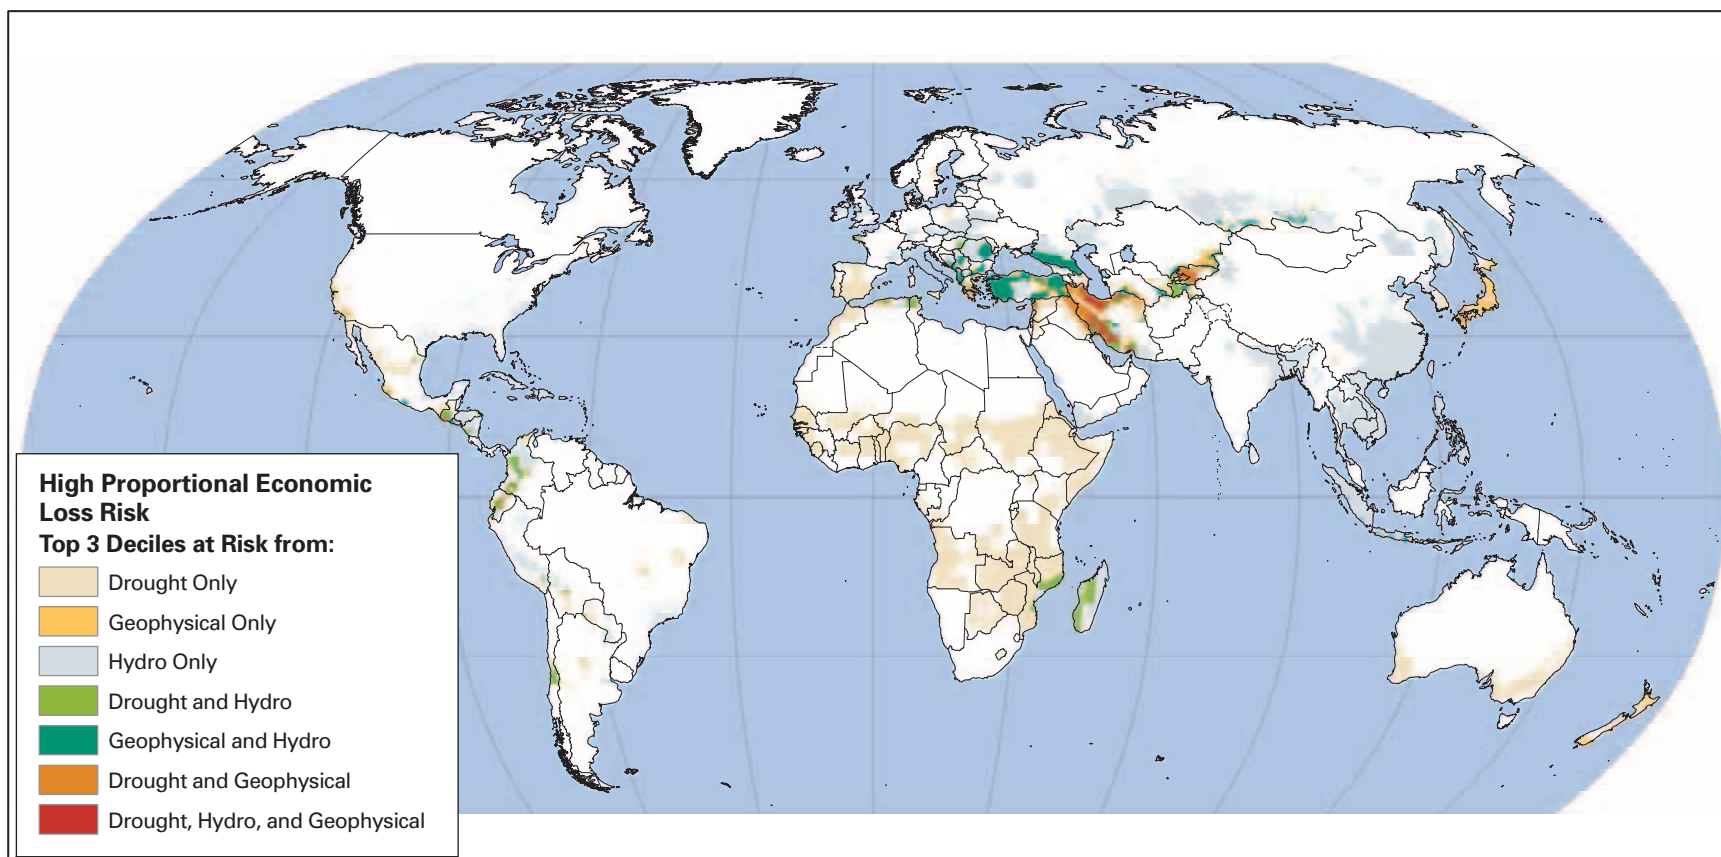 High Proportional Economic
Loss Risk
Top 3 Deciles at Risk from:
Drought Only
Geophysical Only
Hydro Only
Drought and Hydro
Geophysical and Hydro
Drought and Geophysical
Drought, Hydro, and Geophysical